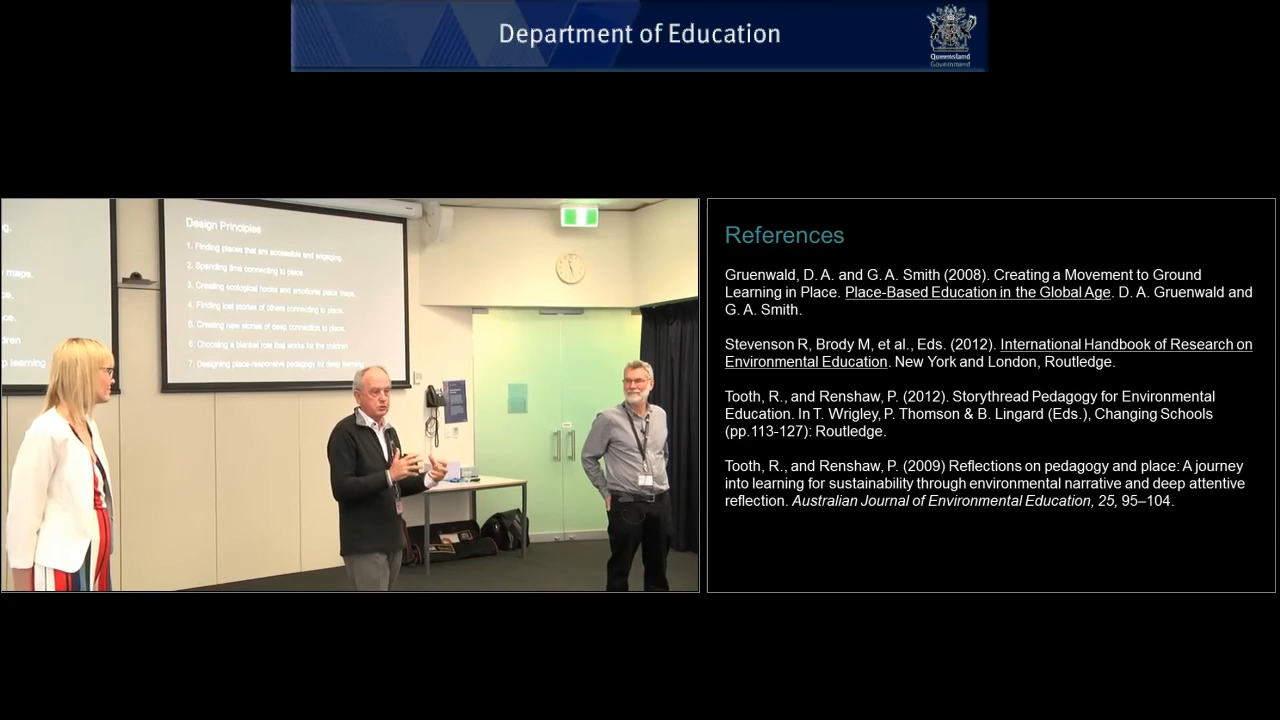 Department of Education
Queensland
Government
g.
maps.
ce.
ce.
dren
p learning
Design Principles
1. Finding places that are accessible and engaging.
2. Spending time connecting to place.
3. Creating ecological hooks and emotional place maps.
4. Finding lost stories of others connecting to place.
5. Creating new stories of deep connection to place.
6. Choosing a blanket role that works for the children
7. Designing place-responsive pedagogy for deep learning
References
Gruenwald, D. A. and G. A. Smith (2008). Creating a Movement to Ground
Learning in Place. Place-Based Education in the Global Age. D. A. Gruenwald and
G. A. Smith.
Stevenson R, Brody M, et al., Eds. (2012). International Handbook of Research on
Environmental Education. New York and London, Routledge.
Tooth, R., and Renshaw, P. (2012). Storythread Pedagogy for Environmental
Education. In T. Wrigley, P. Thomson & B. Lingard (Eds.), Changing Schools
(pp.113-127): Routledge.
Tooth, R., and Renshaw, P. (2009) Reflections on pedagogy and place: A journey
into learning for sustainability through environmental narrative and deep attentive
reflection. Australian Journal of Environmental Education, 25, 95–104.